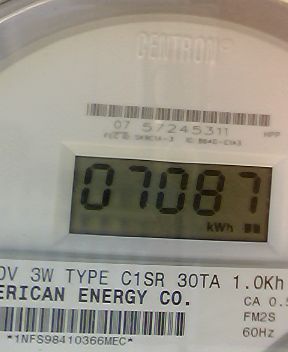 CENTRON®
07 57245311
HPP
07087
kWh
0V 3W TYPE C1SR 30TA 1.0Kh
ERICAN ENERGY CO.
CA 0.5
FM2S
60Hz
*1NFS98410366MEC*